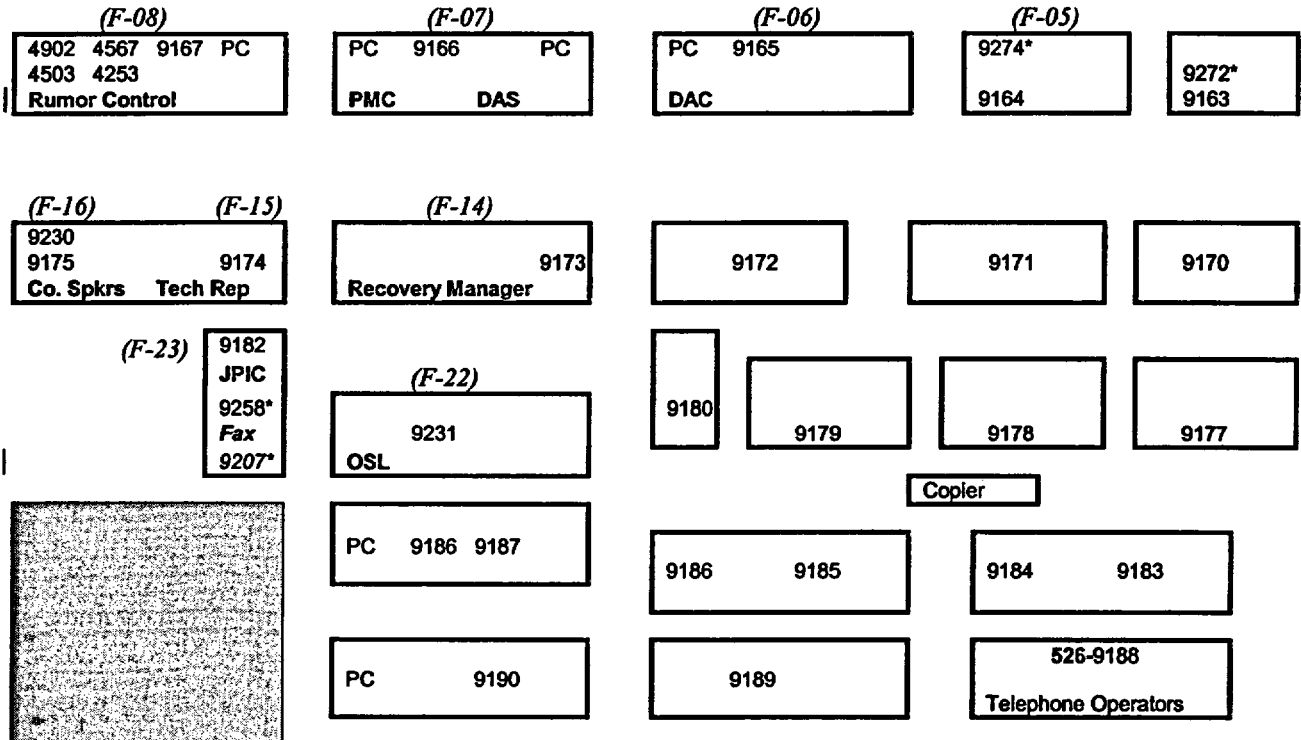 (F-08) (F-07) (F-06) (F-05)
4902 4567 9167 PC
4503 4253
Rumor Control
PC 9166 PC
PMC DAS
PC 9165
DAC
9274*
9164
9272*
9163
(F-16) (F-15) (F-14)
9230
9175 9174
Co. Spkrs Tech Rep
9173
Recovery Manager
9172
9171
9170
(F-23)
9182
JPIC
9258*
Fax
9207*
(F-22)
9231
OSL
9180
9179
9178
9177
Copier
PC 9186 9187
9186 9185
9184 9183
PC 9190
9189
526-9188
Telephone Operators